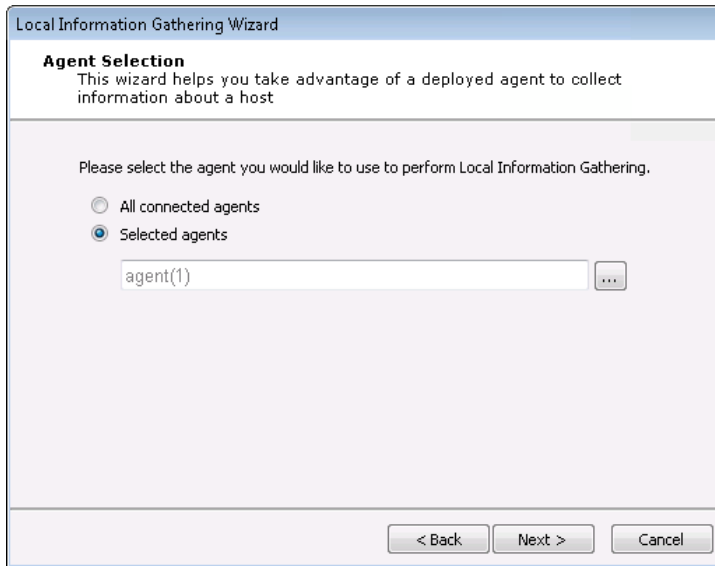 Local Information Gathering Wizard
Agent Selection
This wizard helps you take advantage of a deployed agent to collect
information about a host
Please select the agent you would like to use to perform Local Information Gathering.
All connected agents
Selected agents
agent(1)
...
< Back
Next >
Cancel